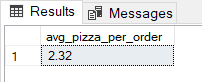 Results Messages
avg_pizza_per_order
1 2.32